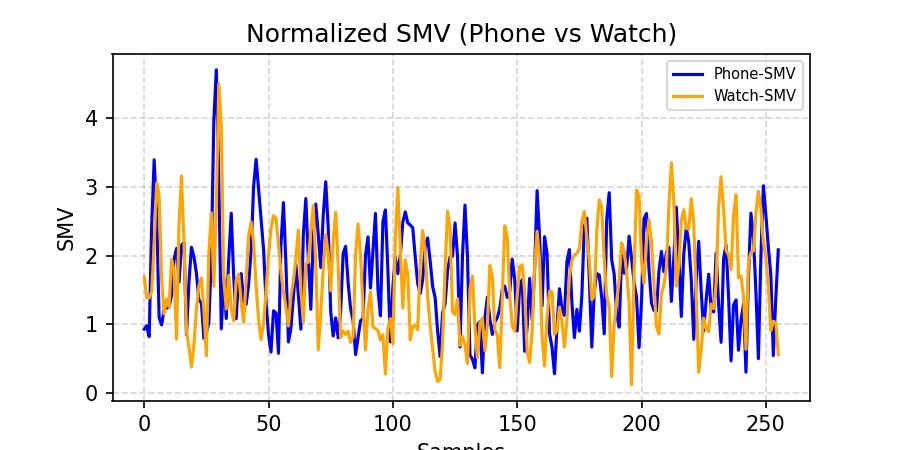 Normalized SMV (Phone vs Watch)
Phone-SMV
Watch-SMV
SMV
4
3
2
1
0
0 50 100 150 200 250
Samples